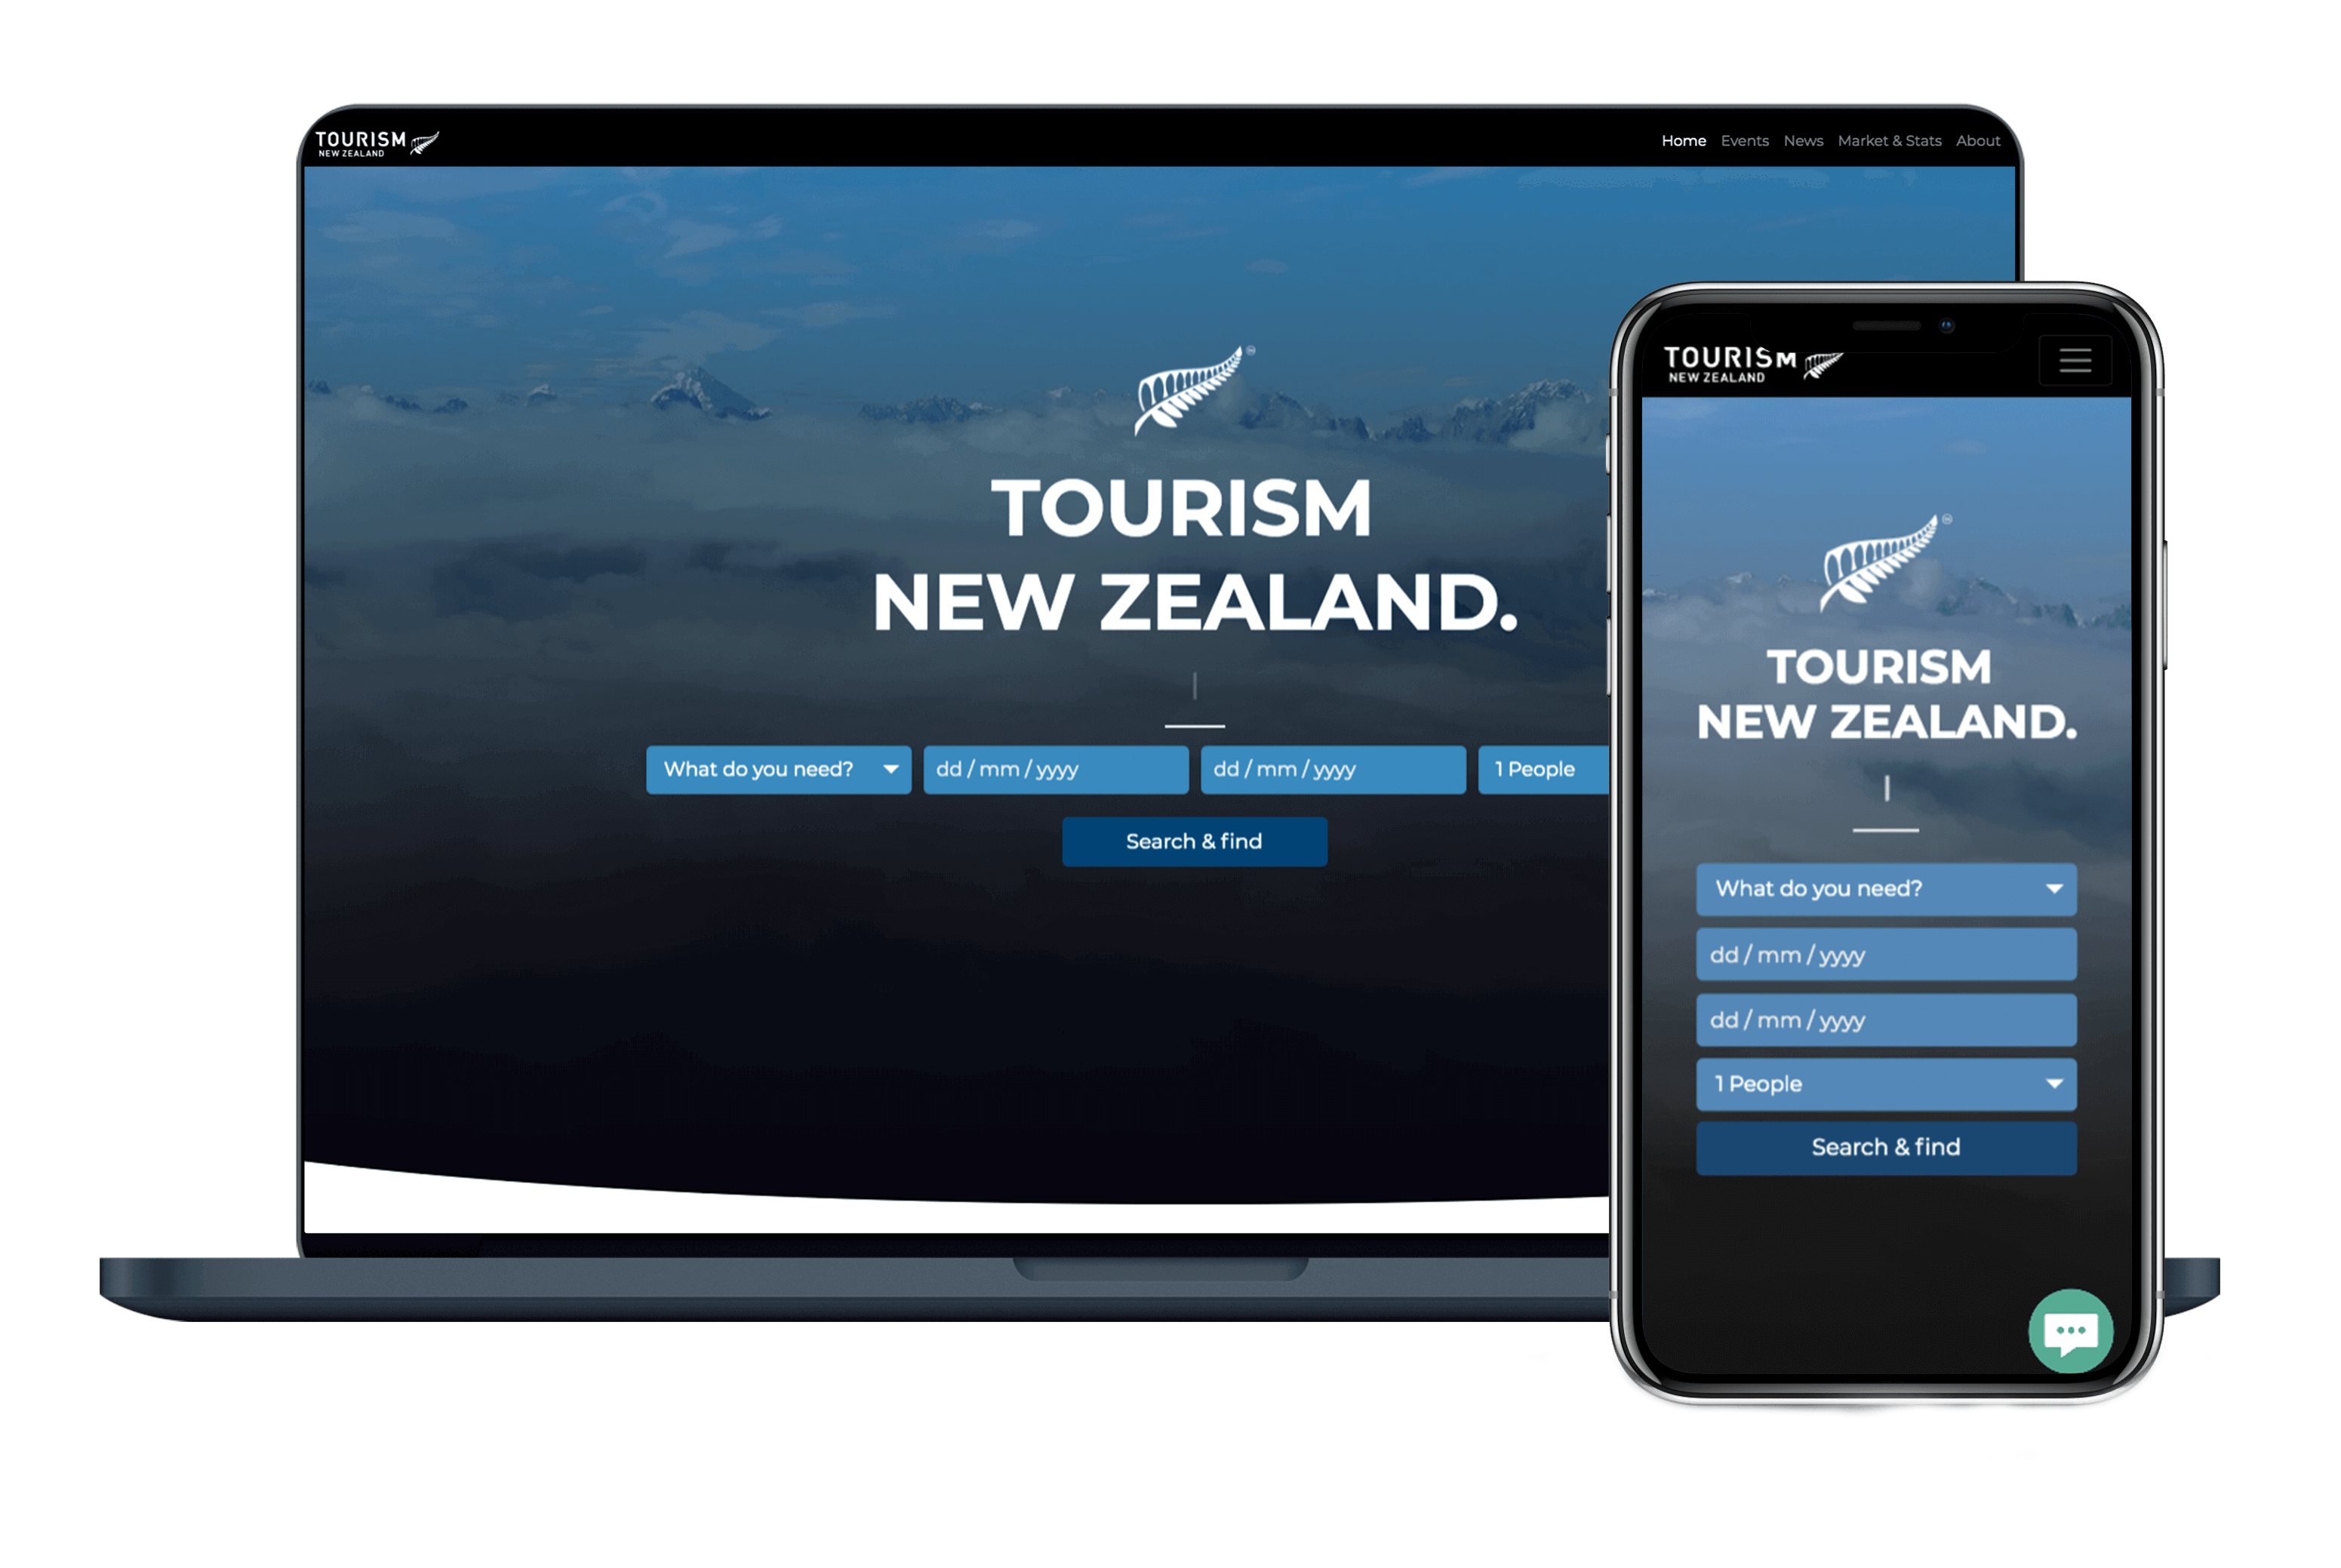 TOURISM
NEW ZEALAND
Home Events News Market & Stats About
TOURISM
NEW ZEALAND.
What do you need? dd / mm / yyyy dd / mm / yyyy 1 People
Search & find
TOURISM
NEW ZEALAND
TOURISM
NEW ZEALAND.
What do you need?
dd / mm / yyyy
dd / mm / yyyy
1 People
Search & find